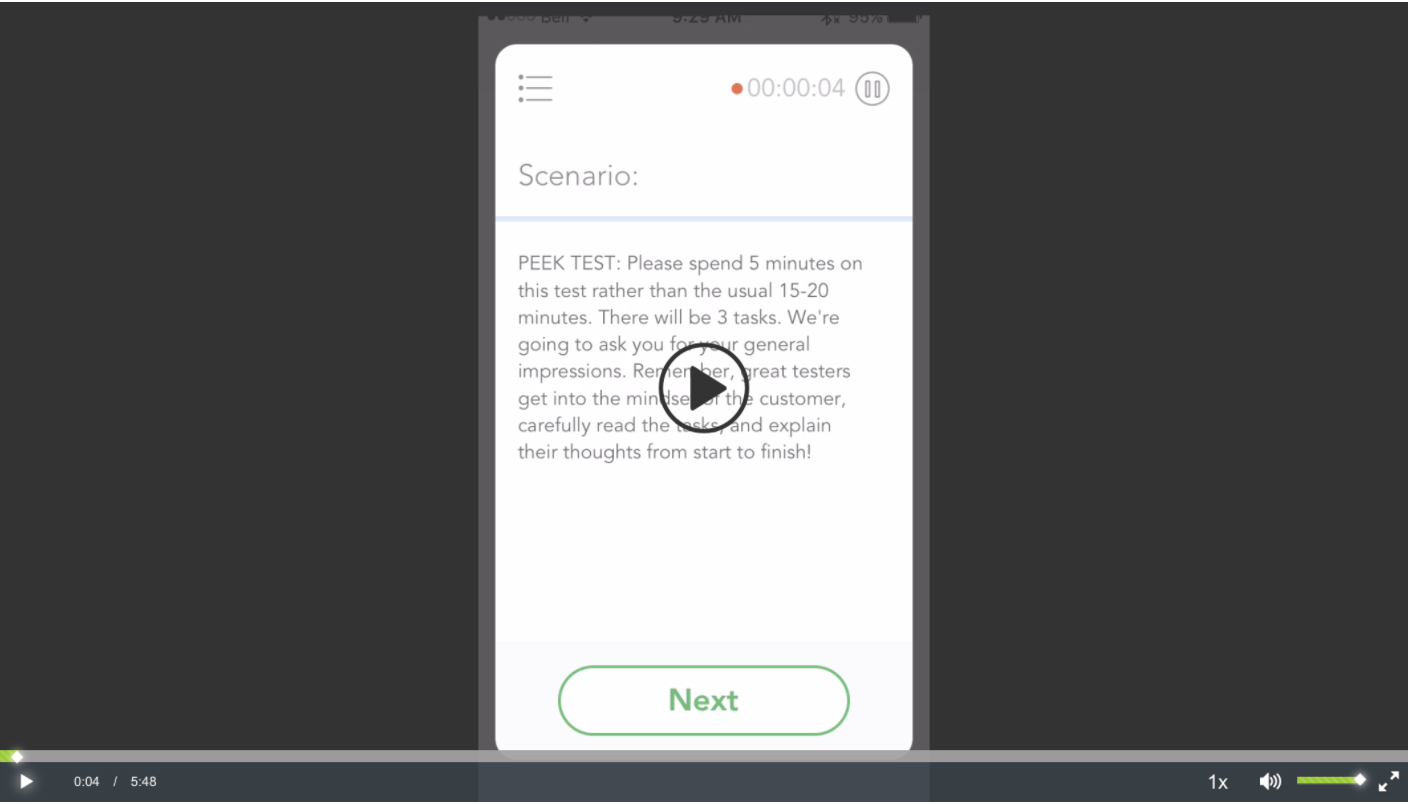 Bell 9:29 AM 95%
00:00:04
Scenario:
PEEK TEST: Please spend 5 minutes on
this test rather than the usual 15-20
minutes. There will be 3 tasks. We're
going to ask you for your general
impressions. Remember, great testers
get into the mindset of the customer,
carefully read the tasks, and explain
their thoughts from start to finish!
Next
0:04 / 5:48 1x